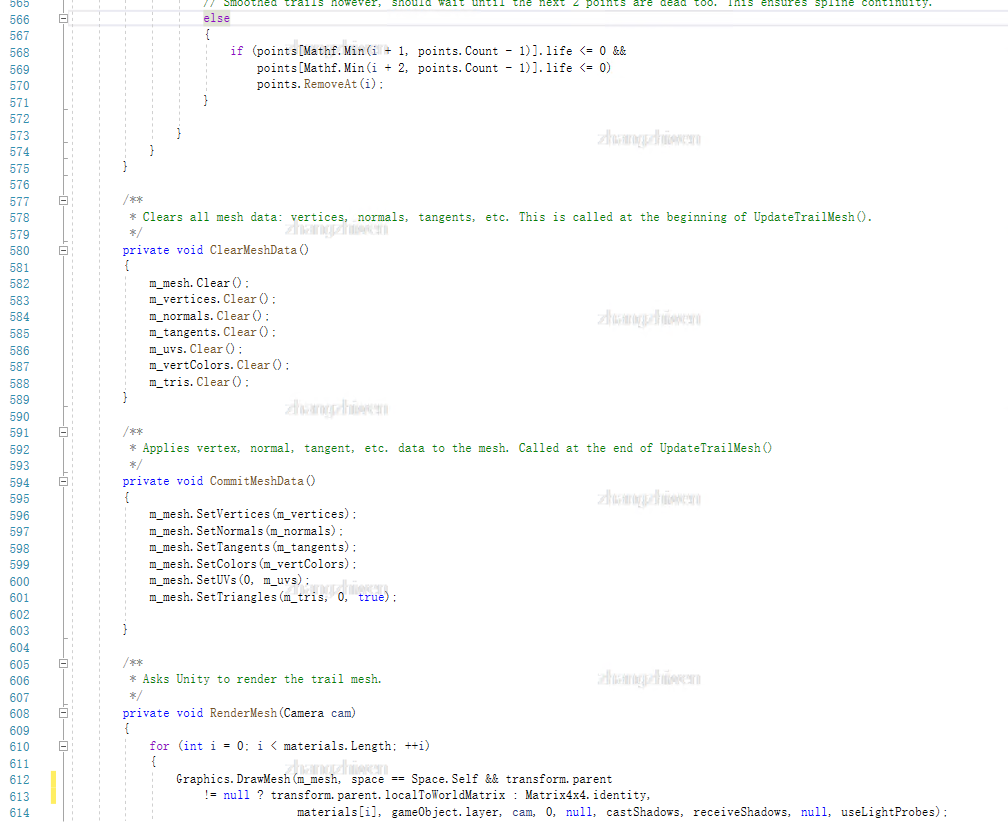 565 // Smoothed trails however, should wait until the next 2 points are dead too. This ensures spline continuity.
566 else
567 {
568 if (points[Mathf.Min(i + 1, points.Count - 1)].life <= 0 &&
569 points[Mathf.Min(i + 2, points.Count - 1)].life <= 0)
570 points.RemoveAt(i);
571 }
572
573 }
574 }
575 }
576
577 /**
578 * Clears all mesh data: vertices, normals, tangents, etc. This is called at the beginning of UpdateTrailMesh().
579 */
580 private void ClearMeshData()
581 {
582 m_mesh.Clear();
583 m_vertices.Clear();
584 m_normals.Clear();
585 m_tangents.Clear();
586 m_uvs.Clear();
587 m_vertColors.Clear();
588 m_tris.Clear();
589 }
590
591 /**
592 * Applies vertex, normal, tangent, etc. data to the mesh. Called at the end of UpdateTrailMesh()
593 */
594 private void CommitMeshData()
595 {
596 m_mesh.SetVertices(m_vertices);
597 m_mesh.SetNormals(m_normals);
598 m_mesh.SetTangents(m_tangents);
599 m_mesh.SetColors(m_vertColors);
600 m_mesh.SetUVs(0, m_uvs);
601 m_mesh.SetTriangles(m_tris, 0, true);
602
603 }
604
605 /**
606 * Asks Unity to render the trail mesh.
607 */
608 private void RenderMesh(Camera cam)
609 {
610 for (int i = 0; i < materials.Length; ++i)
611 {
612 Graphics.DrawMesh(m_mesh, space == Space.Self && transform.parent
613 != null ? transform.parent.localToWorldMatrix : Matrix4x4.identity,
614 materials[i], gameObject.layer, cam, 0, null, castShadows, receiveShadows, null, useLightProbes);
zhangzhiwen
zhangzhiwen
zhangzhiwen
zhangzhiwen
zhangzhiwen
zhangzhiwen
zhangzhiwen
zhangzhiwen
zhangzhiwen